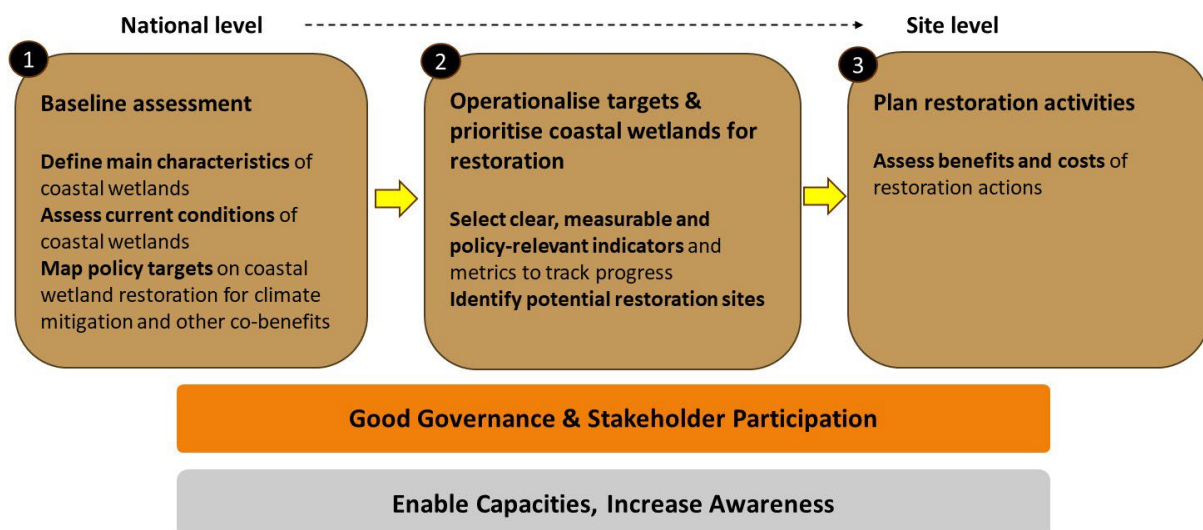 National level
Site level
1
Baseline assessment
Define main characteristics of
coastal wetlands
Assess current conditions of
coastal wetlands
Map policy targets on coastal
wetland restoration for climate
mitigation and other co-benefits
2
Operationalise targets &
prioritise coastal wetlands for
restoration
Select clear, measurable and
policy-relevant indicators and
metrics to track progress
Identify potential restoration sites
3
Plan restoration activities
Assess benefits and costs of
restoration actions
Good Governance & Stakeholder Participation
Enable Capacities, Increase Awareness